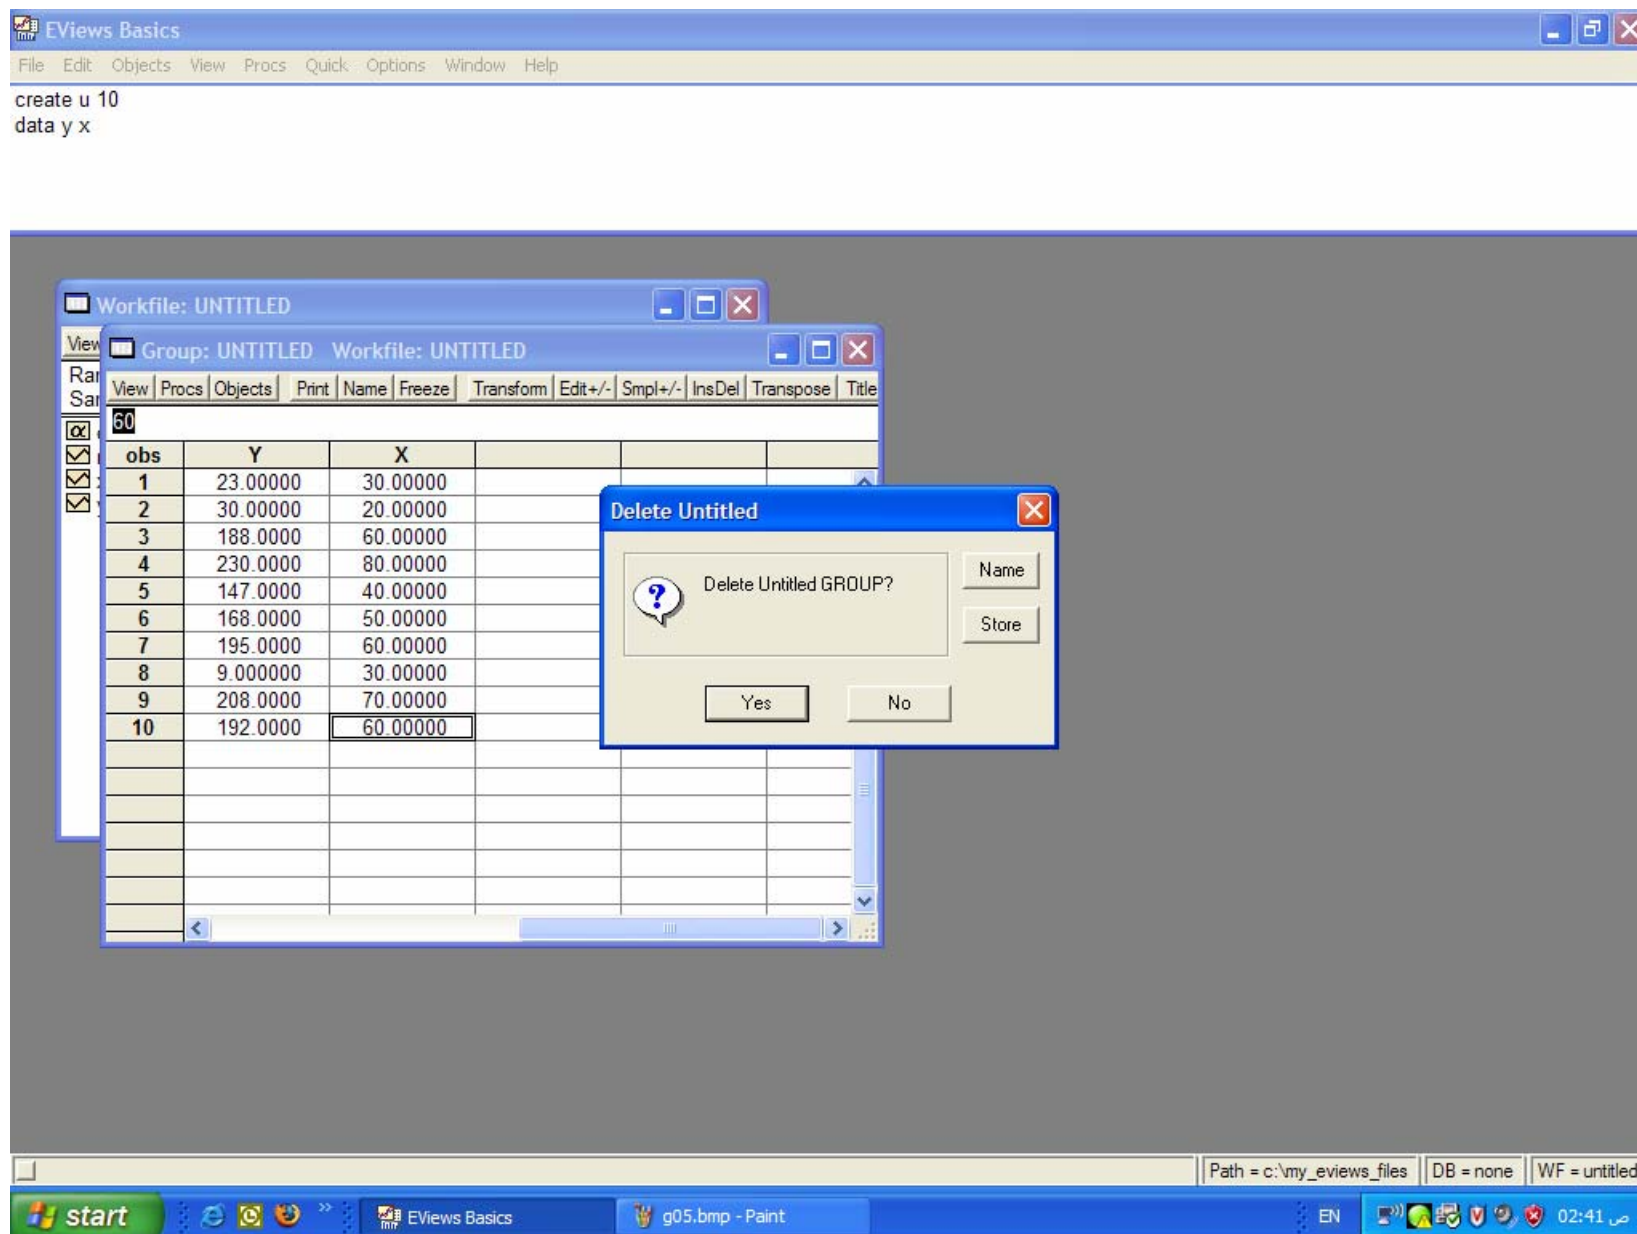 EViews Basics
File Edit Objects View Procs Quick Options Window Help
create u 10
data y x
Workfile: UNTITLED
View
Group: UNTITLED Workfile: UNTITLED
View Procs Objects Print Name Freeze Transform Edit+/- Smpl+/- InsDel Transpose Title
60
obs Y X
1 23.00000 30.00000
2 30.00000 20.00000
3 188.0000 60.00000
4 230.0000 80.00000
5 147.0000 40.00000
6 168.0000 50.00000
7 195.0000 60.00000
8 9.000000 30.00000
9 208.0000 70.00000
10 192.0000 60.00000
Delete Untitled
Delete Untitled GROUP?
Name
Store
Yes No
Path = c:\my_eviews_files DB = none WF = untitled
start EViews Basics g05.bmp - Paint EN 02:41 ص